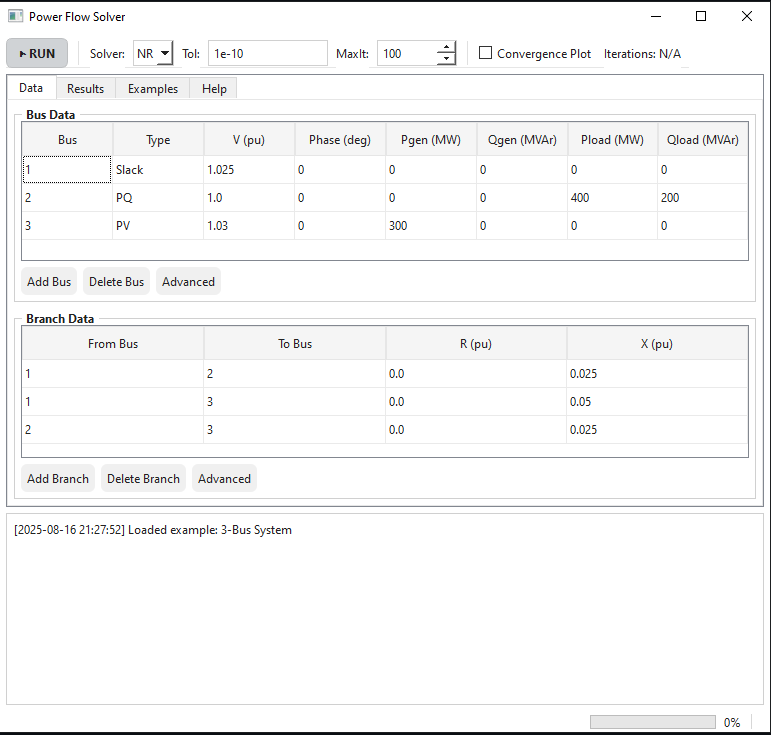 Power Flow Solver
RUN Solver: NR Tol: 1e-10 MaxIt: 100 Convergence Plot Iterations: N/A
Data Results Examples Help
Bus Data
Bus Type V (pu) Phase (deg) Pgen (MW) Qgen (MVAr) Pload (MW) Qload (MVAr)
1 Slack 1.025 0 0 0 0 0
2 PQ 1.0 0 0 0 400 200
3 PV 1.03 0 300 0 0 0
Add Bus Delete Bus Advanced
Branch Data
From Bus To Bus R (pu) X (pu)
1 2 0.0 0.025
1 3 0.0 0.05
2 3 0.0 0.025
Add Branch Delete Branch Advanced
[2025-08-16 21:27:52] Loaded example: 3-Bus System
0%